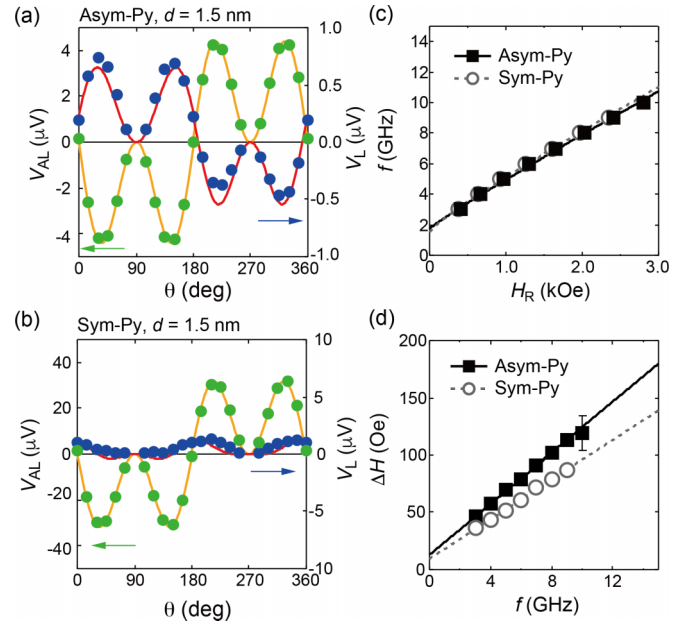 (a) Asym-Py, d = 1.5 nm
4
2
0
-2
-4
V_AL (μV)
1.0
0.5
0.0
-0.5
-1.0
V_L (μV)
0 90 180 270 360
θ (deg)
(b) Sym-Py, d = 1.5 nm
40
20
0
-20
-40
V_AL (μV)
10
5
0
-5
-10
V_L (μV)
0 90 180 270 360
θ (deg)
(c)
Asym-Py
Sym-Py
14
12
10
8
6
4
2
0
f (GHz)
0 1.0 2.0 3.0
H_R (kOe)
(d)
Asym-Py
Sym-Py
200
150
100
50
0
ΔH (Oe)
0 4 8 12
f (GHz)